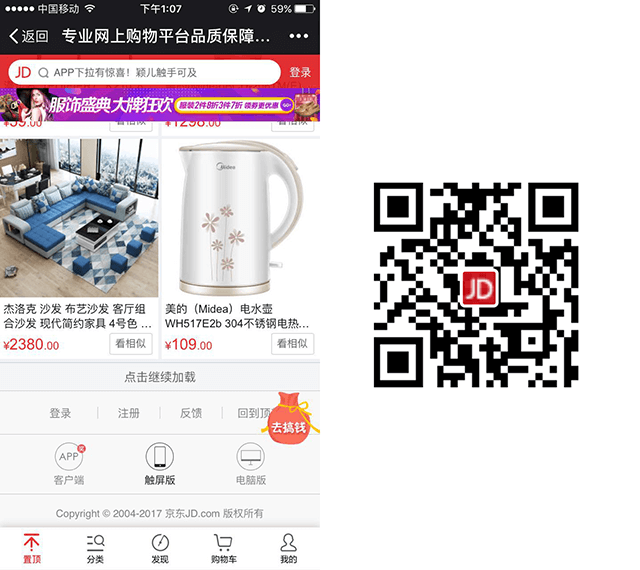 中国移动 下午1:07 59%
返回 专业网上购物平台品质保障...
JD APP下拉有惊喜！颖儿触手可及 登录
服饰盛典 大牌狂欢 服装2件8折3件7折 领券更优惠 GO>
¥59.00 看相似 ¥1298.00 看相似
Midea
杰洛克 沙发 布艺沙发 客厅组
合沙发 现代简约家具 4号色 ...
¥2380.00 看相似
美的（Midea）电水壶
WH517E2b 304不锈钢电热...
¥109.00 看相似
点击继续加载
登录 注册 反馈 回到顶
去搞钱
APP
客户端 触屏版 电脑版
Copyright © 2004-2017 京东JD.com 版权所有
置顶 分类 发现 购物车 我的
JD